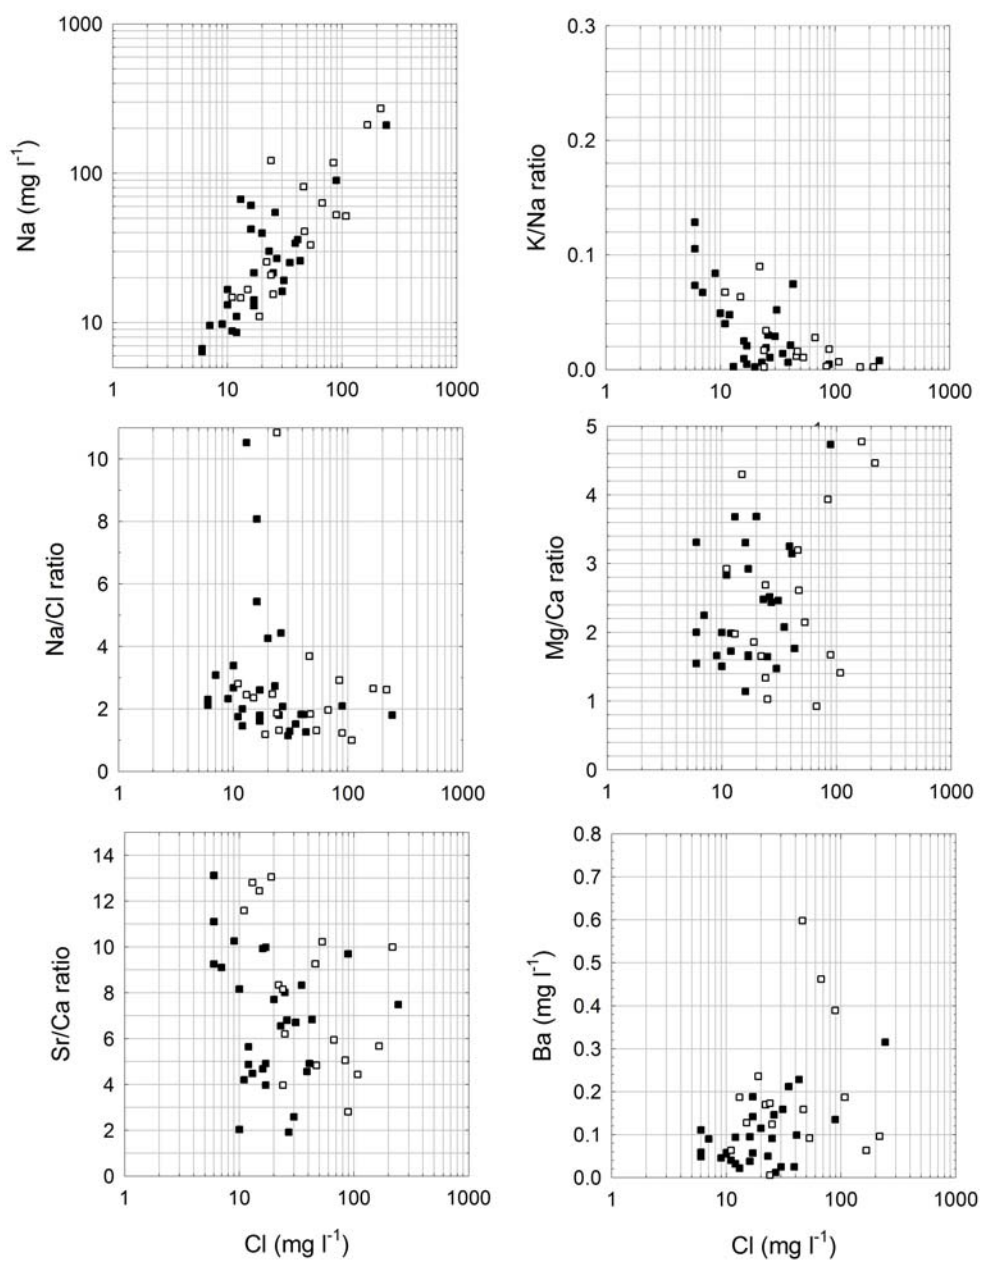 1000
100
10
Na (mg l⁻¹)
1 10 100 1000
0.3
0.2
0.1
0.0
K/Na ratio
1 10 100 1000
10
8
6
4
2
0
Na/Cl ratio
1 10 100 1000
5
4
3
2
1
0
Mg/Ca ratio
1 10 100 1000
14
12
10
8
6
4
2
0
Sr/Ca ratio
1 10 100 1000
Cl (mg l⁻¹)
0.8
0.7
0.6
0.5
0.4
0.3
0.2
0.1
0.0
Ba (mg l⁻¹)
1 10 100 1000
Cl (mg l⁻¹)